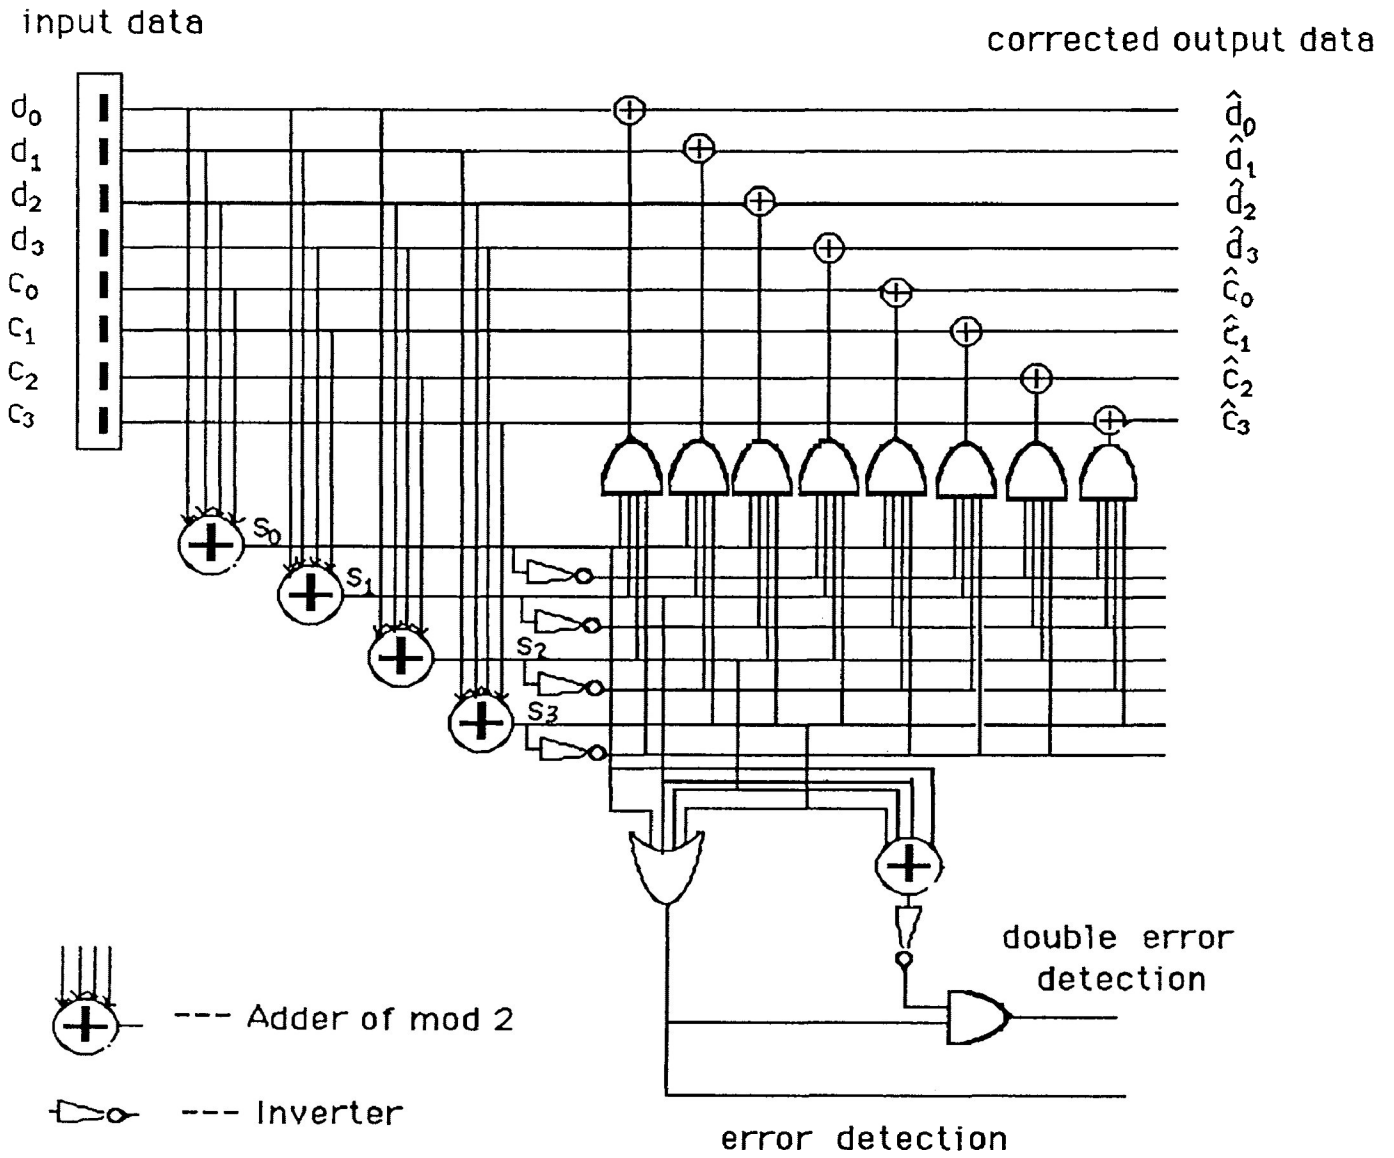 input data
corrected output data
d₀
d₁
d₂
d₃
c₀
c₁
c₂
c₃
d̂₀
d̂₁
d̂₂
d̂₃
ĉ₀
ĉ₁
ĉ₂
ĉ₃
S₀
S₁
S₂
S₃
double error
detection
--- Adder of mod 2
--- Inverter
error detection